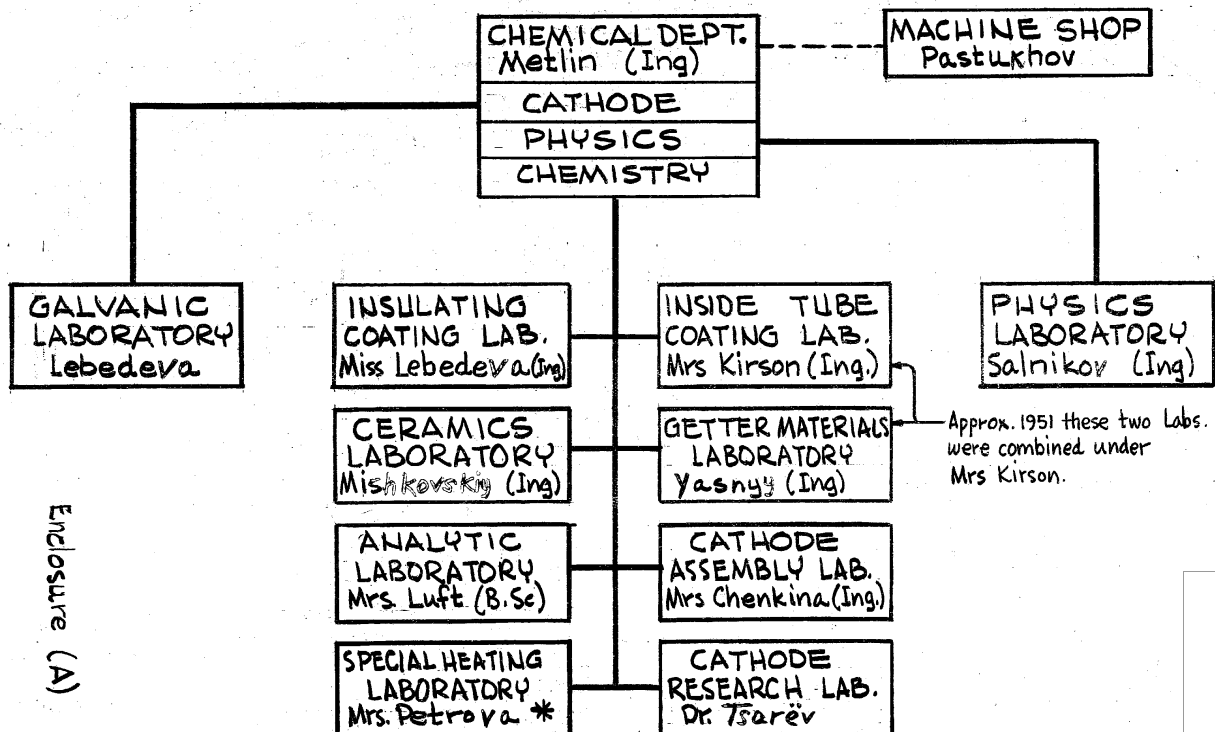 CHEMICAL DEPT.
Metlin (Ing)
CATHODE
PHYSICS
CHEMISTRY
MACHINE SHOP
Pastukhov
GALVANIC
LABORATORY
Lebedeva
INSULATING
COATING LAB.
Miss Lebedeva (Ing)
INSIDE TUBE
COATING LAB.
Mrs Kirson (Ing.)
PHYSICS
LABORATORY
Salnikov (Ing)
CERAMICS
LABORATORY
Mishkovskiy (Ing)
GETTER MATERIALS
LABORATORY
Yasnyy (Ing)
Approx. 1951 these two Labs.
were combined under
Mrs Kirson.
ANALYTIC
LABORATORY
Mrs. Luft (B.Sc)
CATHODE
ASSEMBLY LAB.
Mrs Chenkina (Ing.)
SPECIAL HEATING
LABORATORY
Mrs. Petrova *
CATHODE
RESEARCH LAB.
Dr. Tsarëv
Enclosure (A)